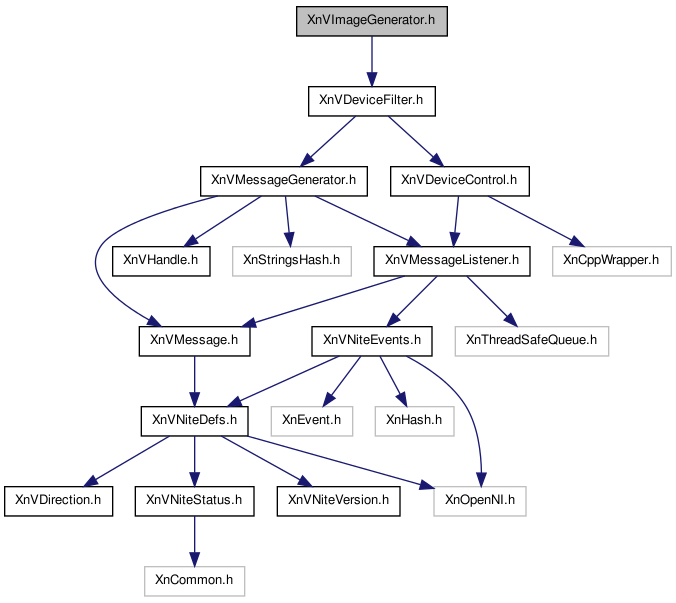 XnVImageGenerator.h
XnVDeviceFilter.h
XnVMessageGenerator.h
XnVDeviceControl.h
XnVHandle.h
XnStringsHash.h
XnVMessageListener.h
XnCppWrapper.h
XnVMessage.h
XnVNiteEvents.h
XnThreadSafeQueue.h
XnVNiteDefs.h
XnEvent.h
XnHash.h
XnVDirection.h
XnVNiteStatus.h
XnVNiteVersion.h
XnOpenNI.h
XnCommon.h